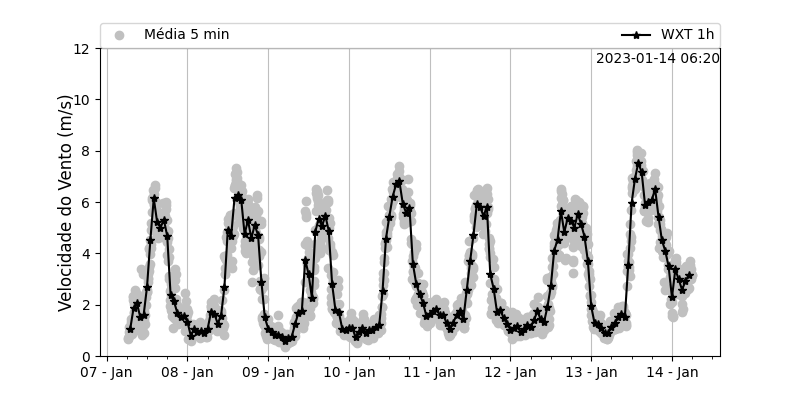 Média 5 min WXT 1h
2023-01-14 06:20
Velocidade do Vento (m/s)
12
10
8
6
4
2
0
07 - Jan 08 - Jan 09 - Jan 10 - Jan 11 - Jan 12 - Jan 13 - Jan 14 - Jan